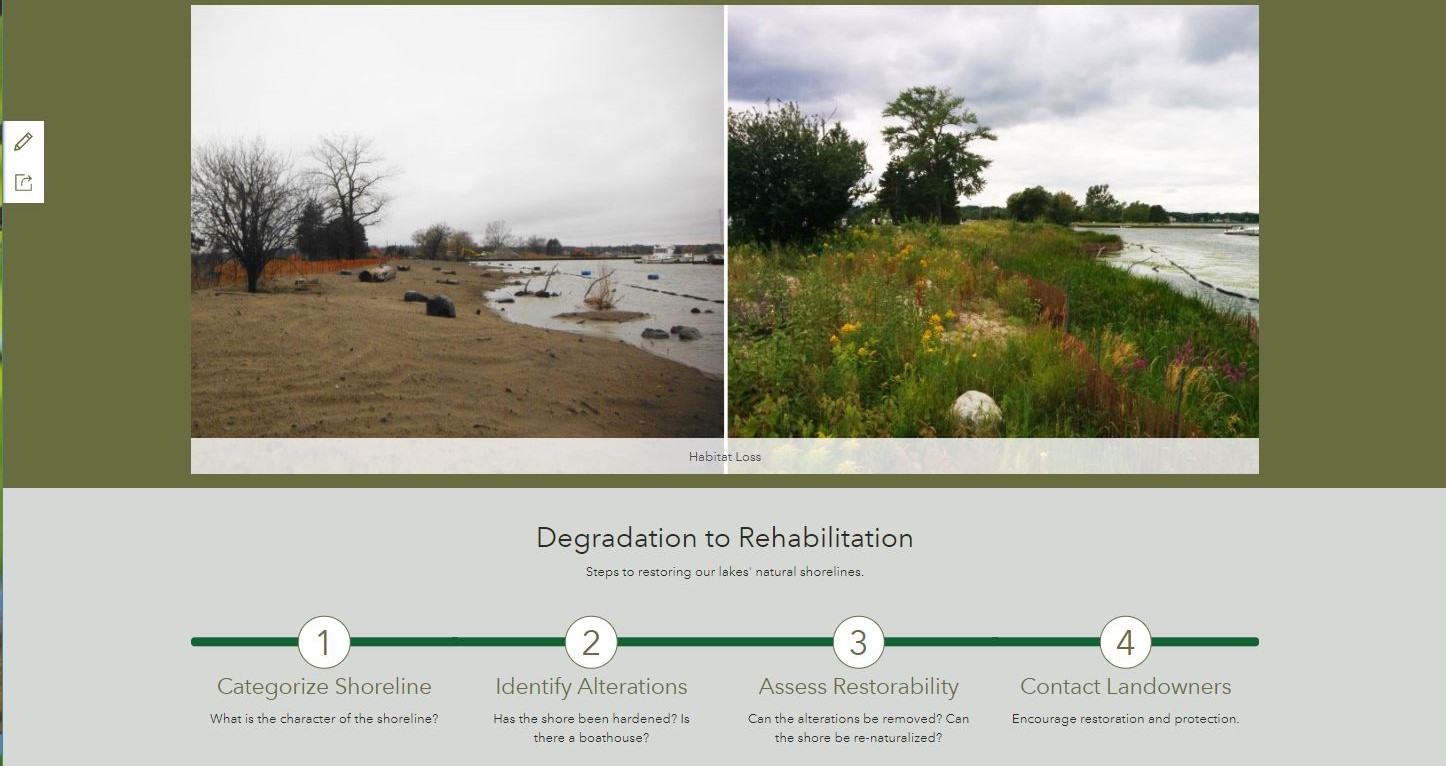 Habitat Loss
Degradation to Rehabilitation
Steps to restoring our lakes' natural shorelines.
1
2
3
4
Categorize Shoreline
Identify Alterations
Assess Restorability
Contact Landowners
What is the character of the shoreline?
Has the shore been hardened? Is
there a boathouse?
Can the alterations be removed? Can
the shore be re-naturalized?
Encourage restoration and protection.